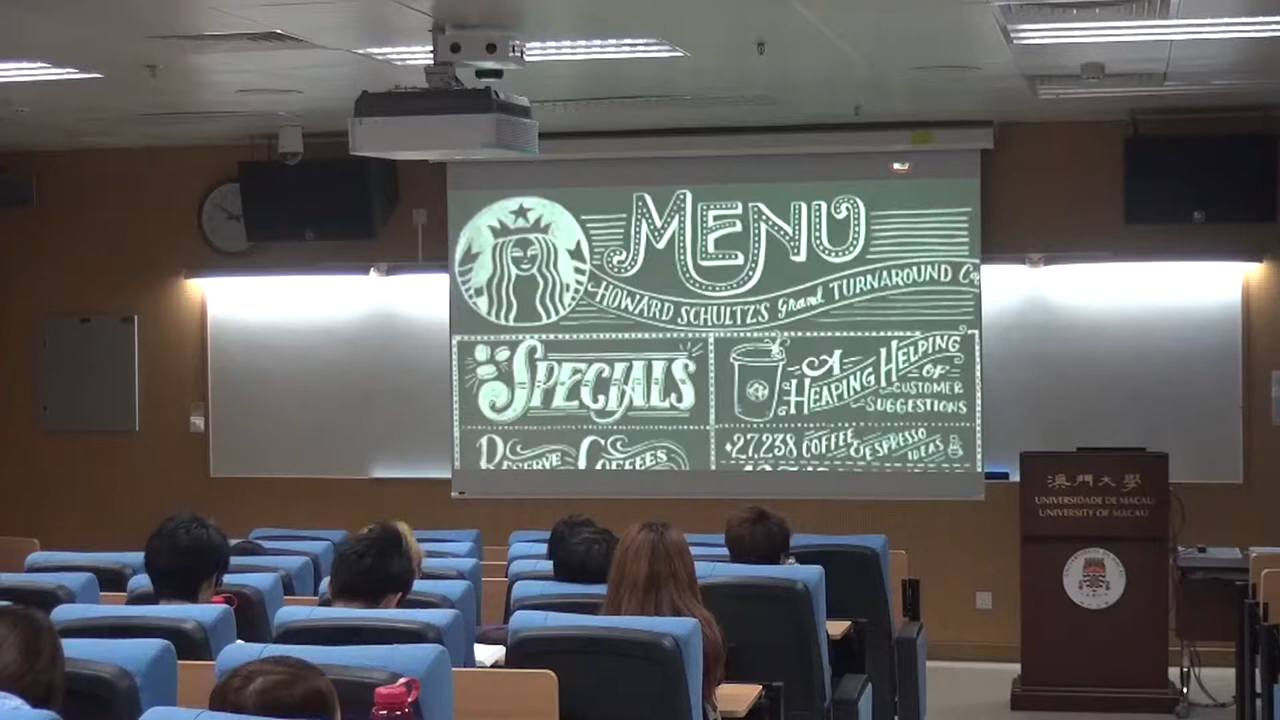 MENU
HOWARD SCHULTZ'S Grand TURNAROUND
SPECIALS
A
HEAPING HELPING
OF
CUSTOMER
SUGGESTIONS
RESERVE COFFEES
27,238 COFFEE & ESPRESSO
IDEAS
澳門大學
UNIVERSIDADE DE MACAU
UNIVERSITY OF MACAU